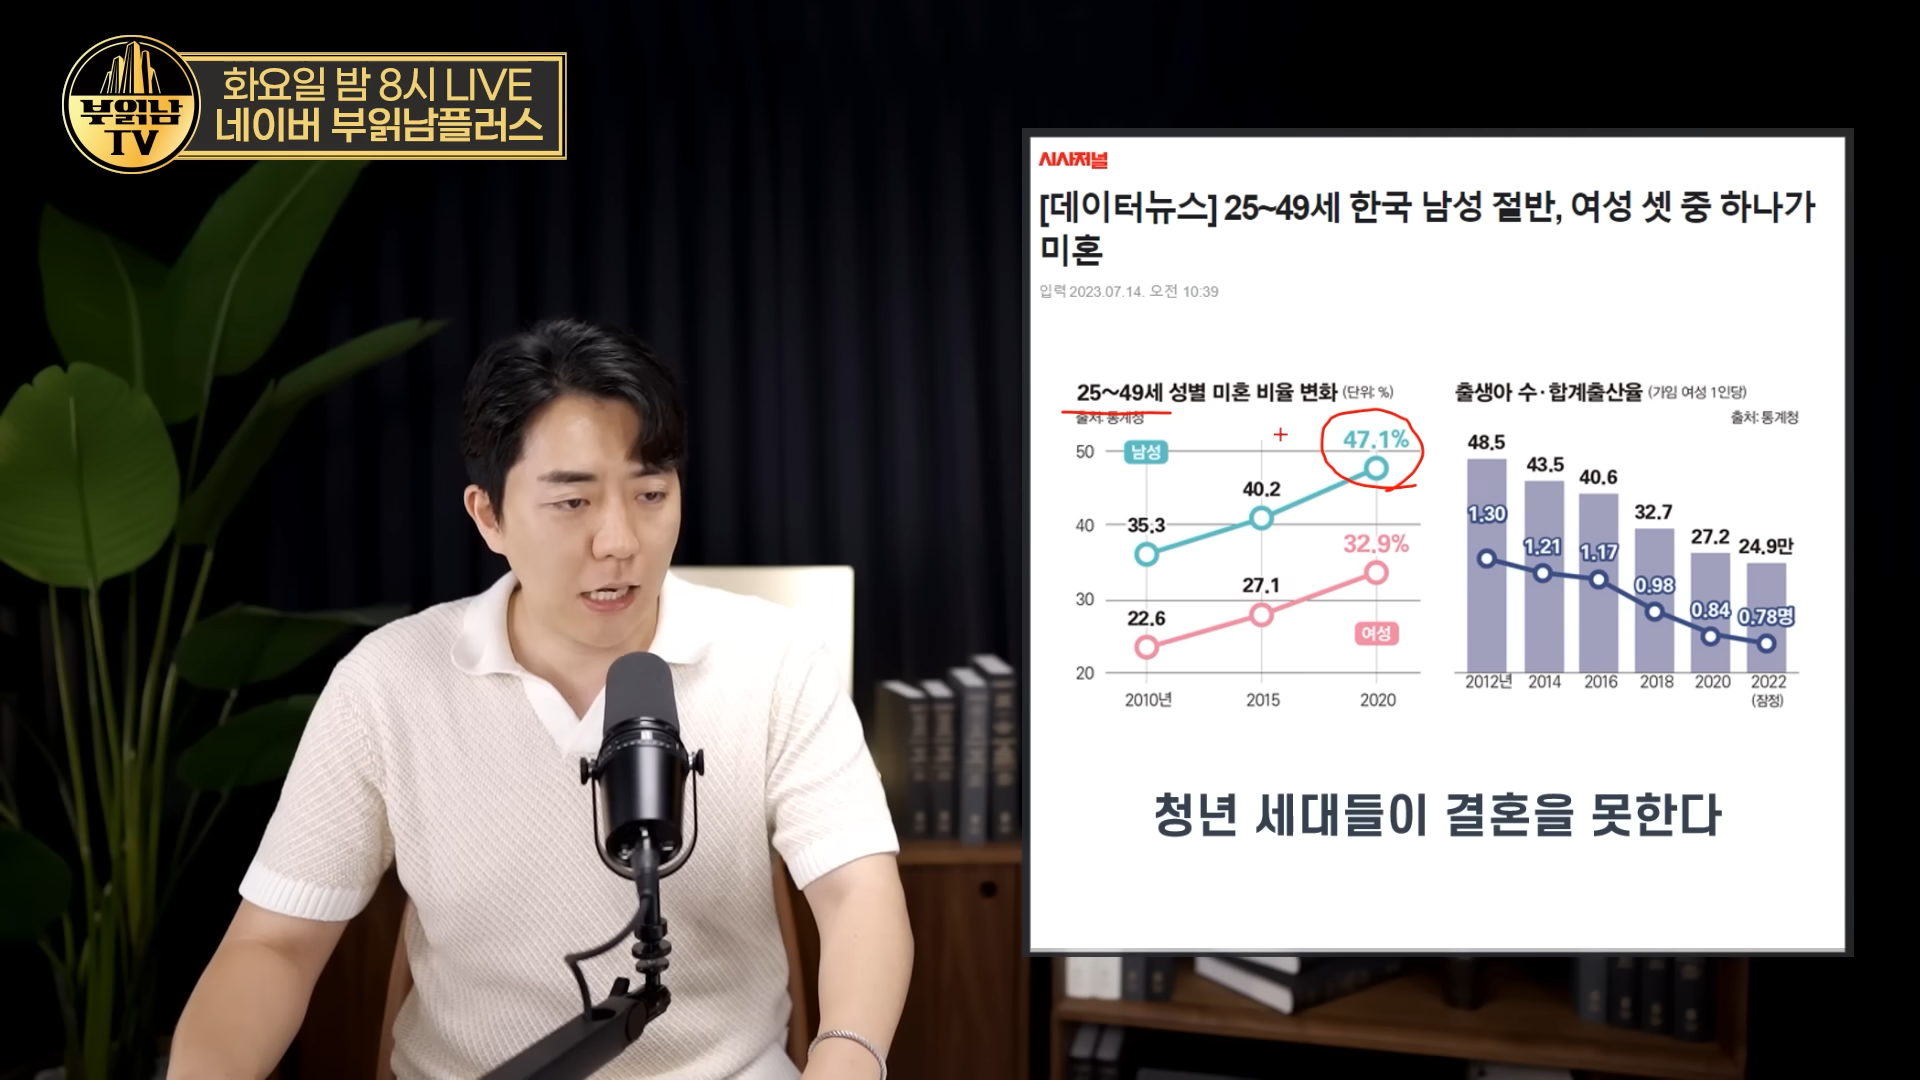 부읽남
TV
화요일 밤 8시 LIVE
네이버 부읽남플러스
시사저널
[데이터뉴스] 25~49세 한국 남성 절반, 여성 셋 중 하나가
미혼
입력 2023.07.14. 오전 10:39
25~49세 성별 미혼 비율 변화 (단위: %)
출처: 통계청
50
40
30
20
남성
35.3
40.2
47.1%
22.6
27.1
32.9%
여성
2010년
2015
2020
출생아 수·합계출산율 (가임 여성 1인당)
출처: 통계청
48.5
43.5
40.6
32.7
27.2
24.9만
1.30
1.21
1.17
0.98
0.84
0.78명
2012년
2014
2016
2018
2020
2022
(잠정)
청년 세대들이 결혼을 못한다